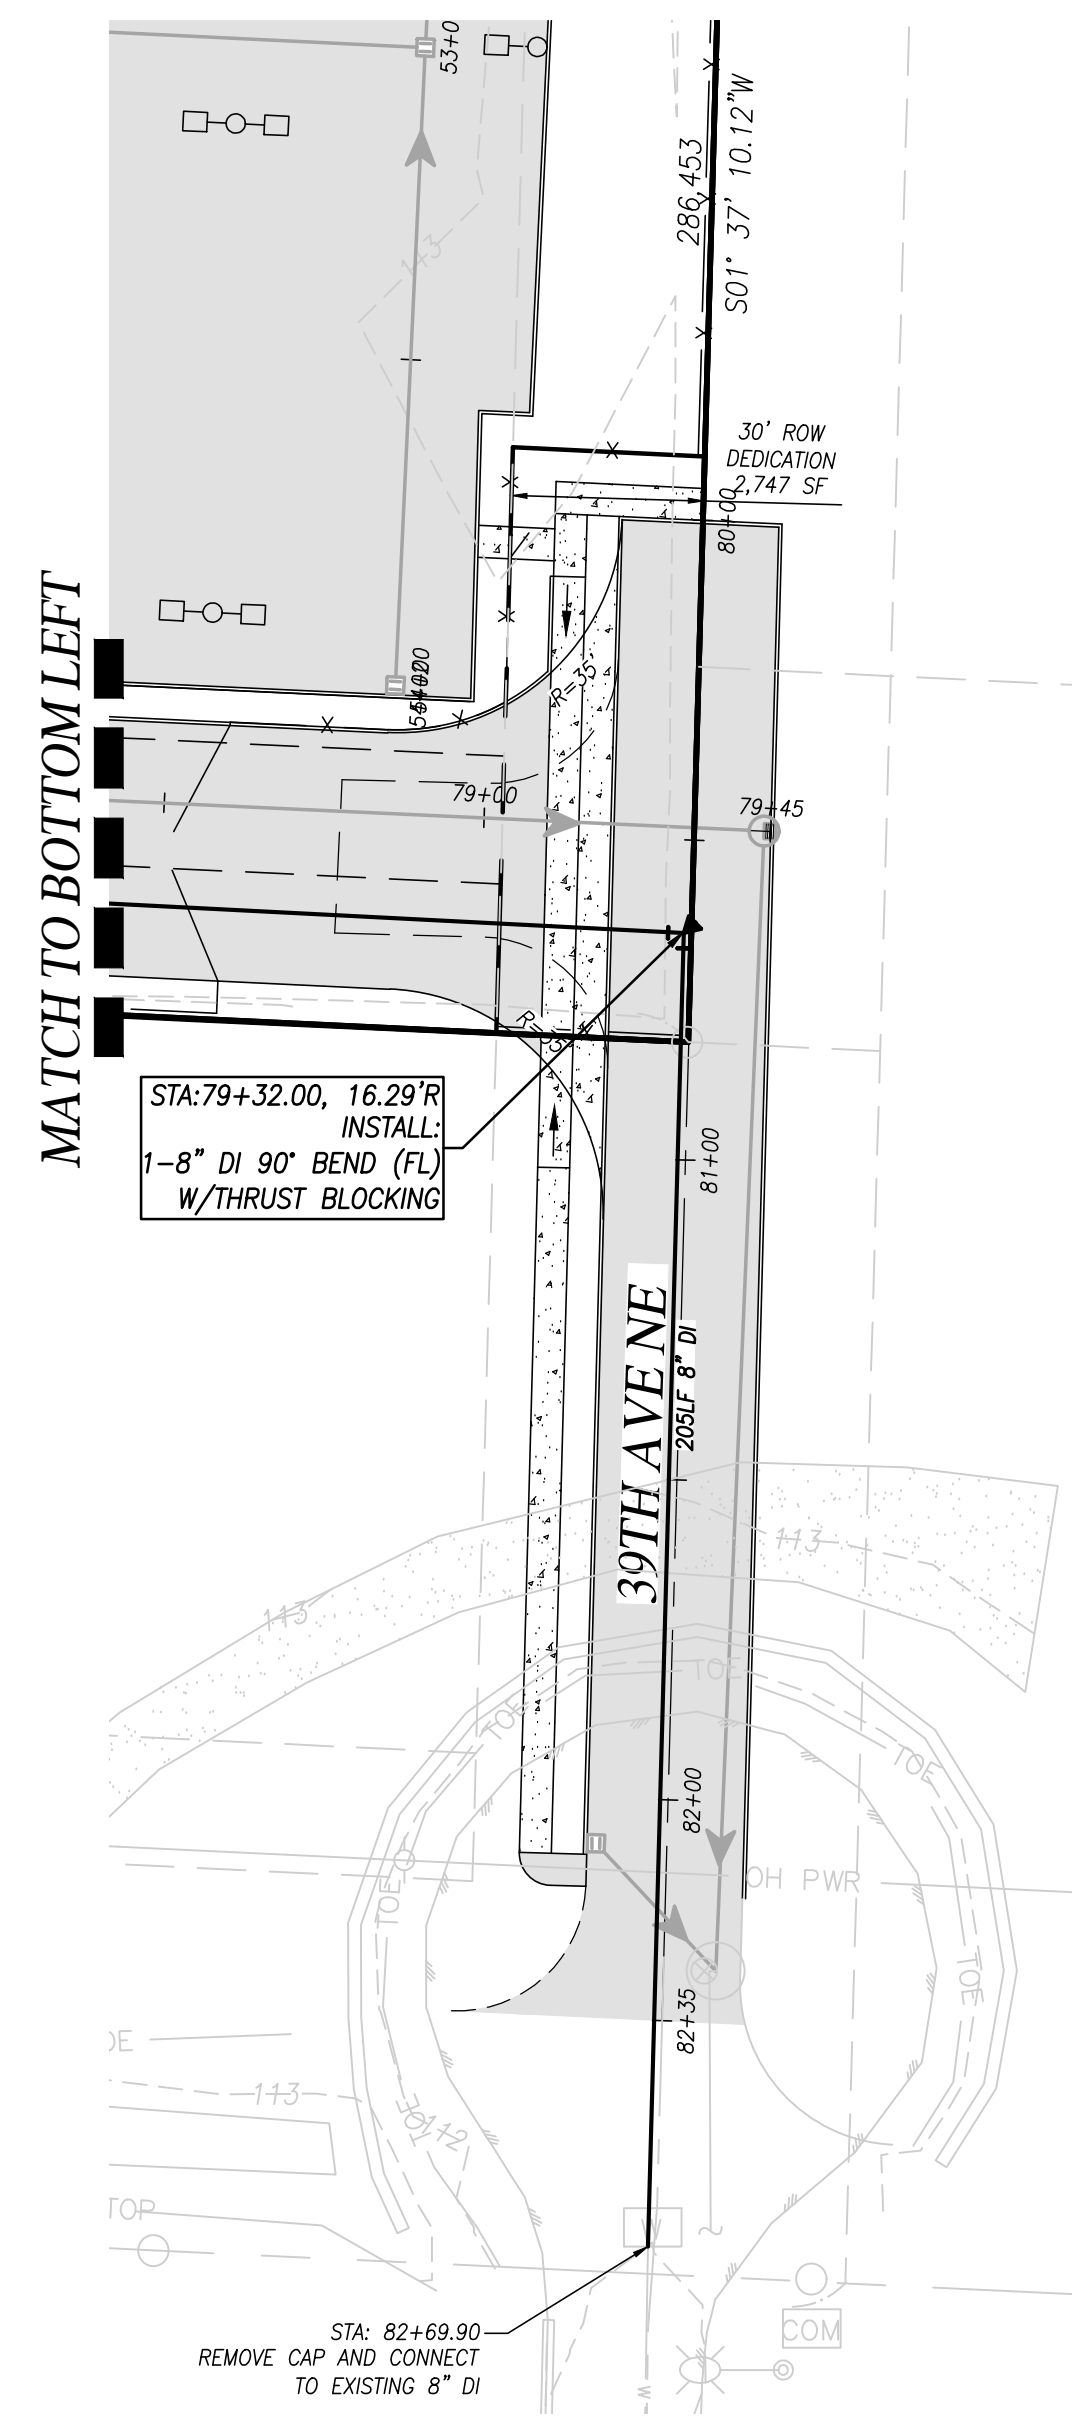 53+0
143
286,453
S01° 37' 10.12"W
30' ROW
DEDICATION
2,747 SF
80+00
MATCH TO BOTTOM LEFT
R=35'
79+00
79+45
STA:79+32.00, 16.29'R
INSTALL:
1-8" DI 90° BEND (FL)
W/THRUST BLOCKING
81+00
39TH AVE NE
205LF 8" DI
113
113
TOE
TOE
TOE
TOE
TOE
82+00
OH PWR
82+35
113
112
TOP
W
COM
STA: 82+69.90
REMOVE CAP AND CONNECT
TO EXISTING 8" DI
W